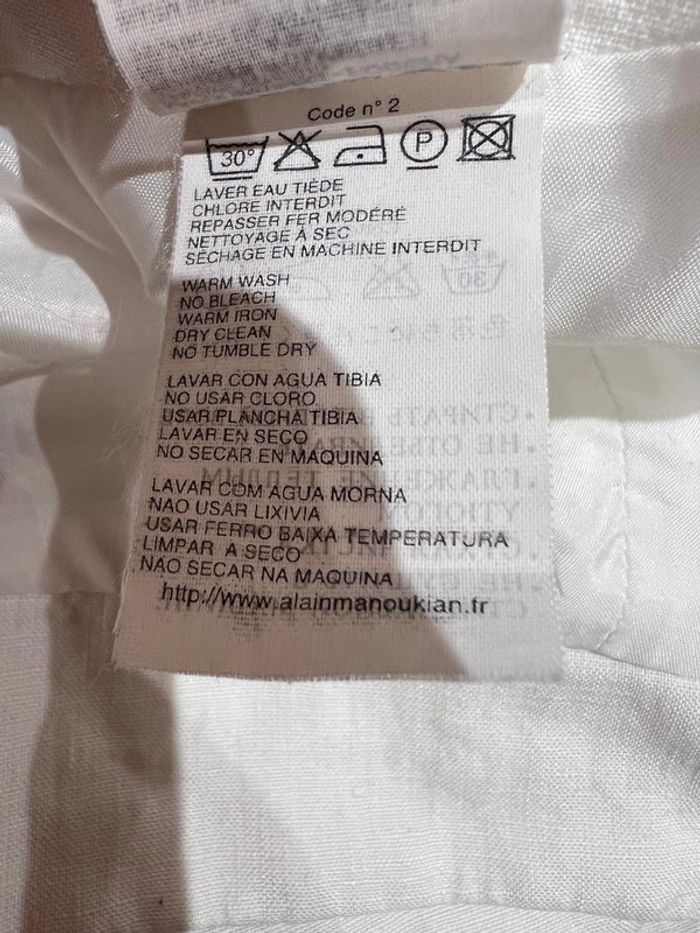 Code n° 2
30°
P
LAVER EAU TIÈDE
CHLORE INTERDIT
REPASSER FER MODÉRÉ
NETTOYAGE À SEC
SÉCHAGE EN MACHINE INTERDIT
WARM WASH
NO BLEACH
WARM IRON
DRY CLEAN
NO TUMBLE DRY
LAVAR CON AGUA TIBIA
NO USAR CLORO
USAR PLANCHA TIBIA
LAVAR EN SECO
NO SECAR EN MAQUINA
LAVAR COM AGUA MORNA
NAO USAR LIXIVIA
USAR FERRO BAIXA TEMPERATURA
LIMPAR A SECO
NAO SECAR NA MAQUINA
http://www.alainmanoukian.fr